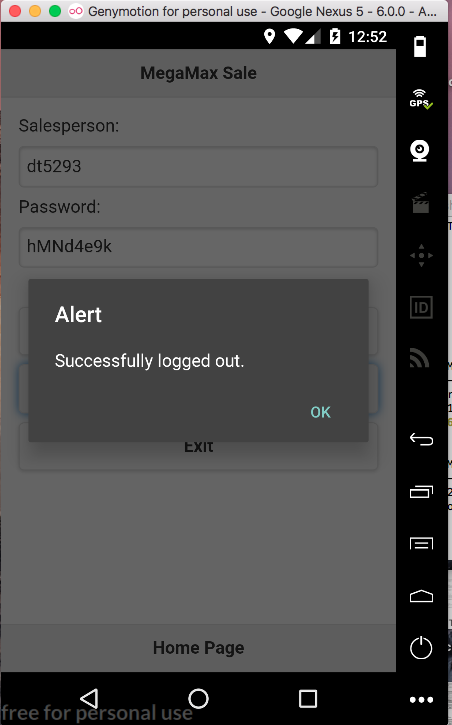 Genymotion for personal use - Google Nexus 5 - 6.0.0 - A...
12:52
MegaMax Sale
GPS
Salesperson:
dt5293
Password:
hMNd4e9k
Alert
Successfully logged out.
ID
OK
Exit
Home Page
free for personal use